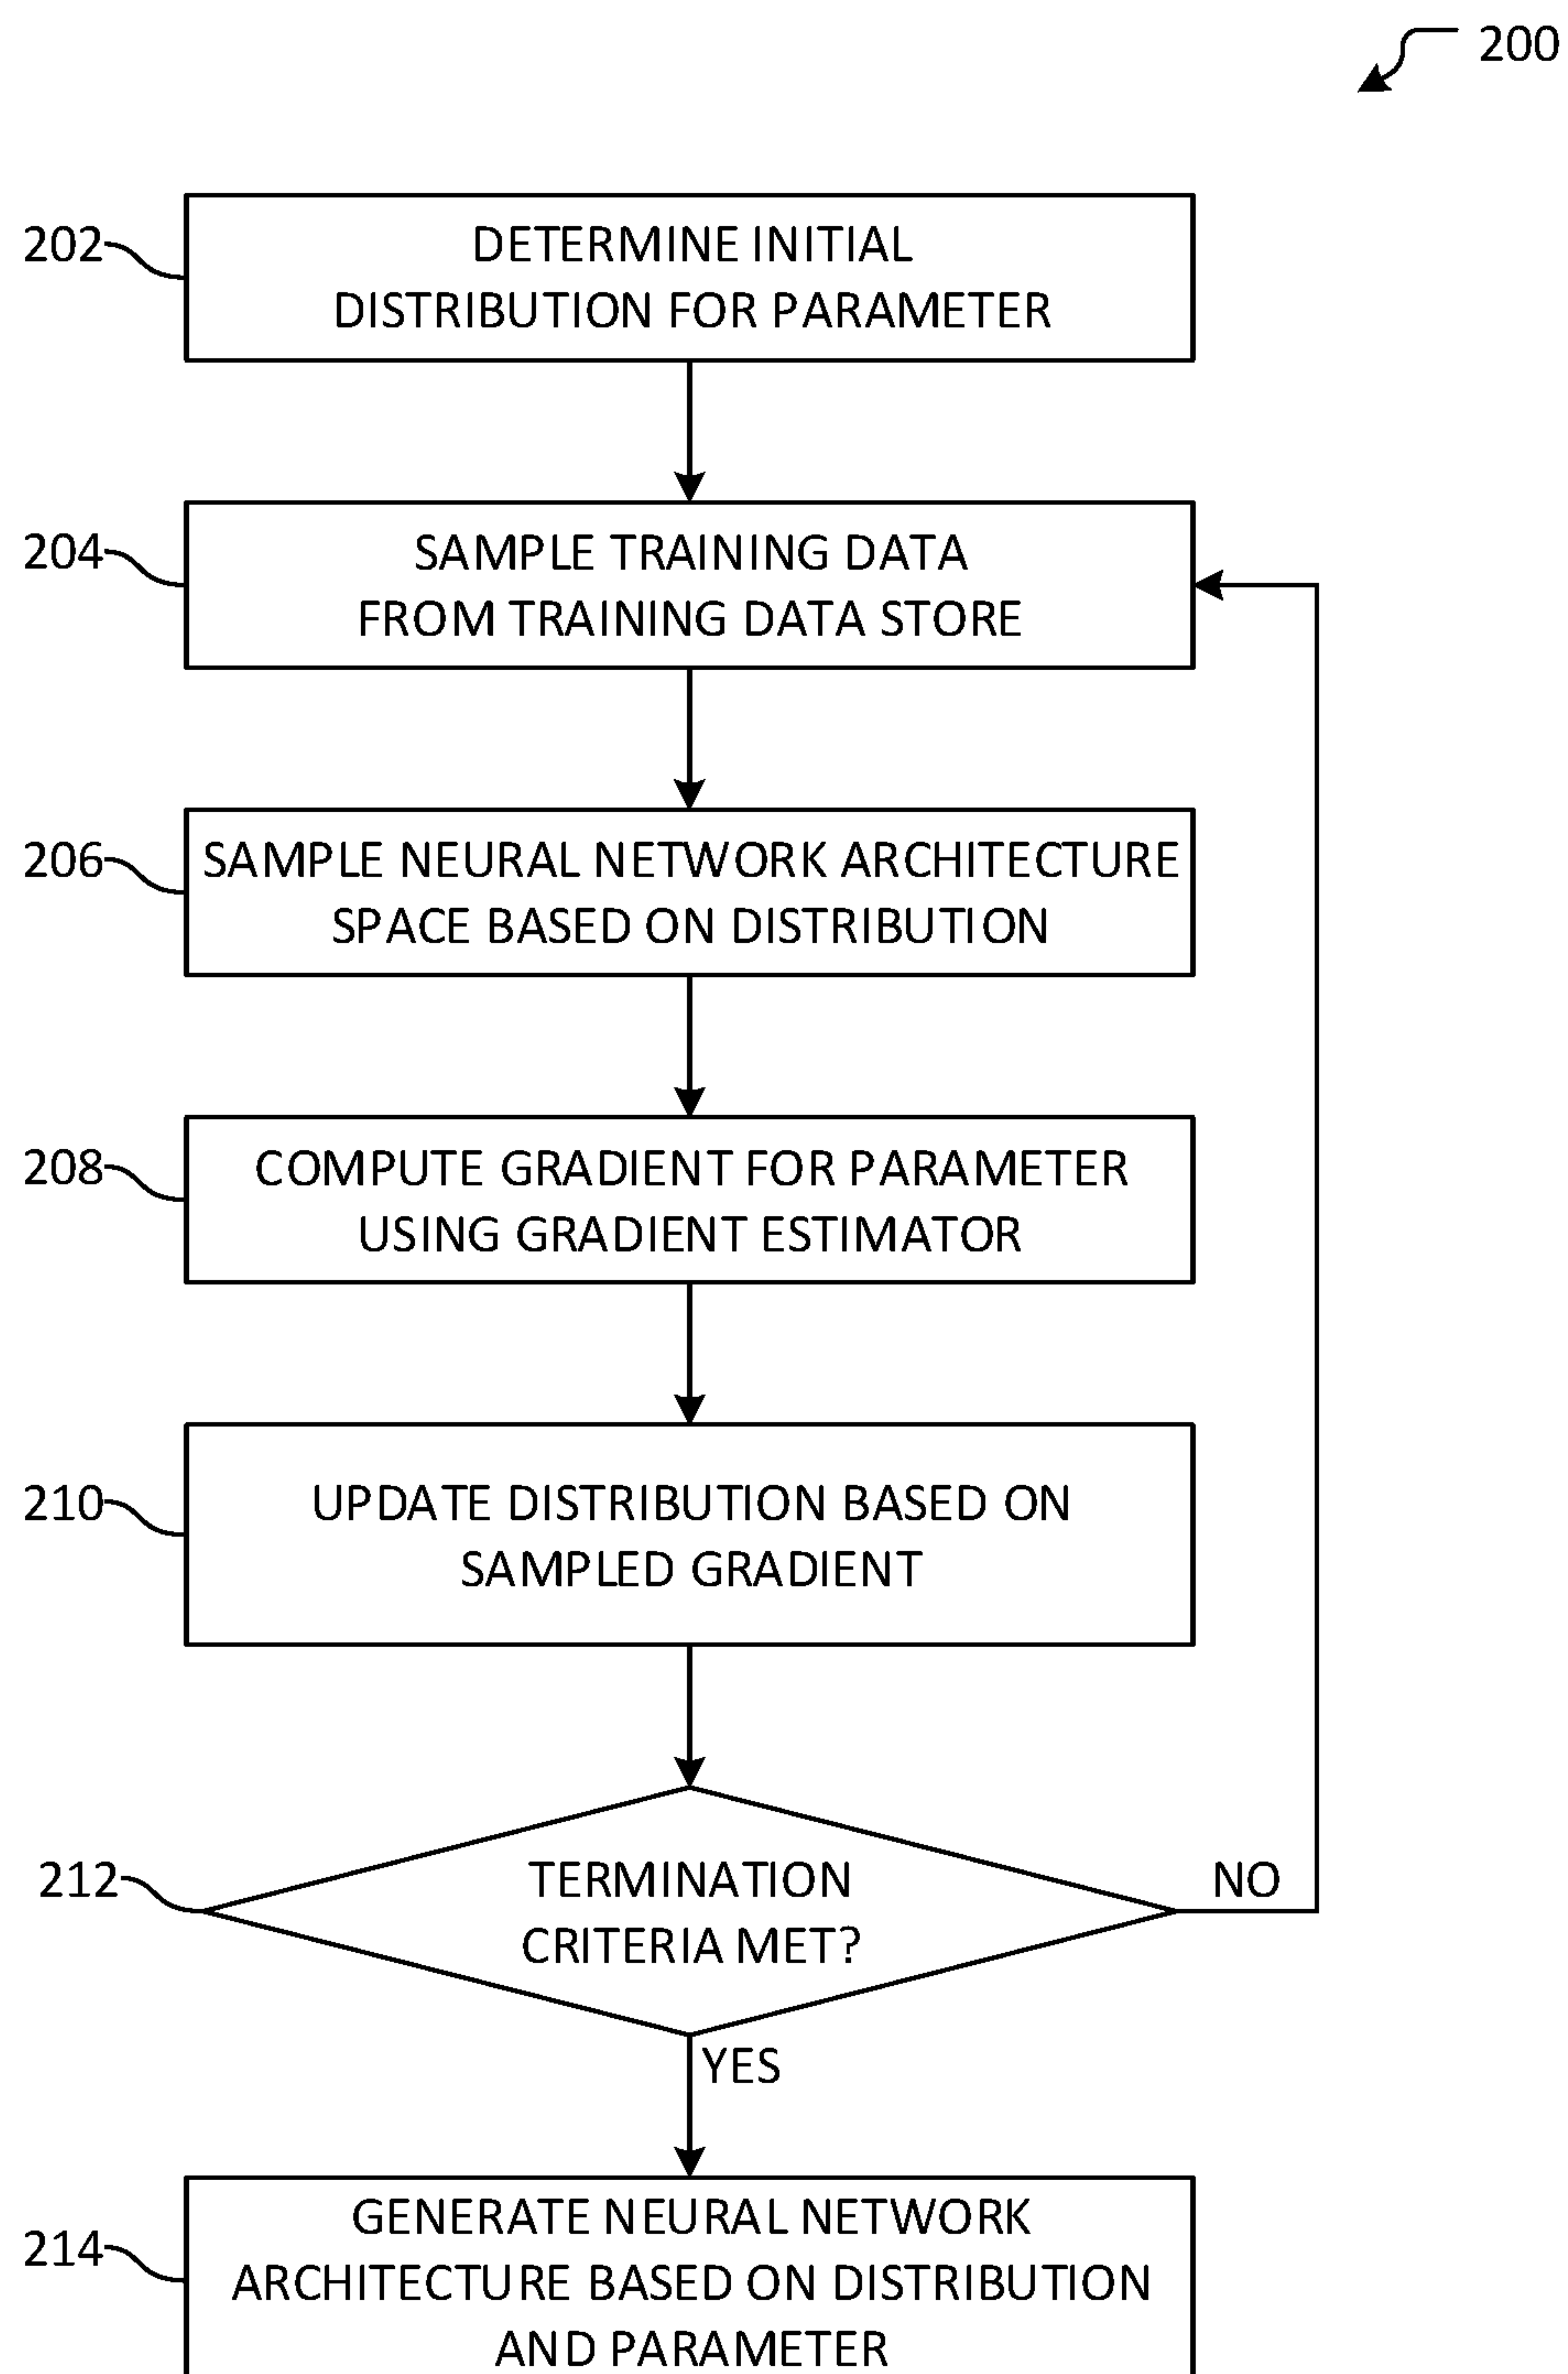 200
202
DETERMINE INITIAL
DISTRIBUTION FOR PARAMETER
204
SAMPLE TRAINING DATA
FROM TRAINING DATA STORE
206
SAMPLE NEURAL NETWORK ARCHITECTURE
SPACE BASED ON DISTRIBUTION
208
COMPUTE GRADIENT FOR PARAMETER
USING GRADIENT ESTIMATOR
210
UPDATE DISTRIBUTION BASED ON
SAMPLED GRADIENT
212
TERMINATION
CRITERIA MET?
NO
YES
214
GENERATE NEURAL NETWORK
ARCHITECTURE BASED ON DISTRIBUTION
AND PARAMETER